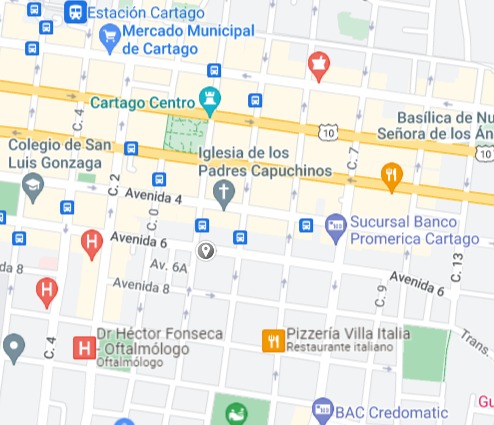 Estación Cartago
Mercado Municipal
de Cartago
Cartago Centro
C. 4
10
Basílica de Nu
Señora de los Án
10
Colegio de San
Luis Gonzaga
Iglesia de los
Padres Capuchinos
C. 7
C. 2
C. 0
Avenida 4
Sucursal Banco
Promerica Cartago
H
Avenida 6
Av. 6A
da 8
Avenida 8
Avenida 6
C. 13
C. 9
H
C. 4
H
Dr Héctor Fonseca
- Oftalmólogo
Oftalmólogo
Pizzería Villa Italia
Restaurante italiano
Trans.
Gu
BAC Credomatic